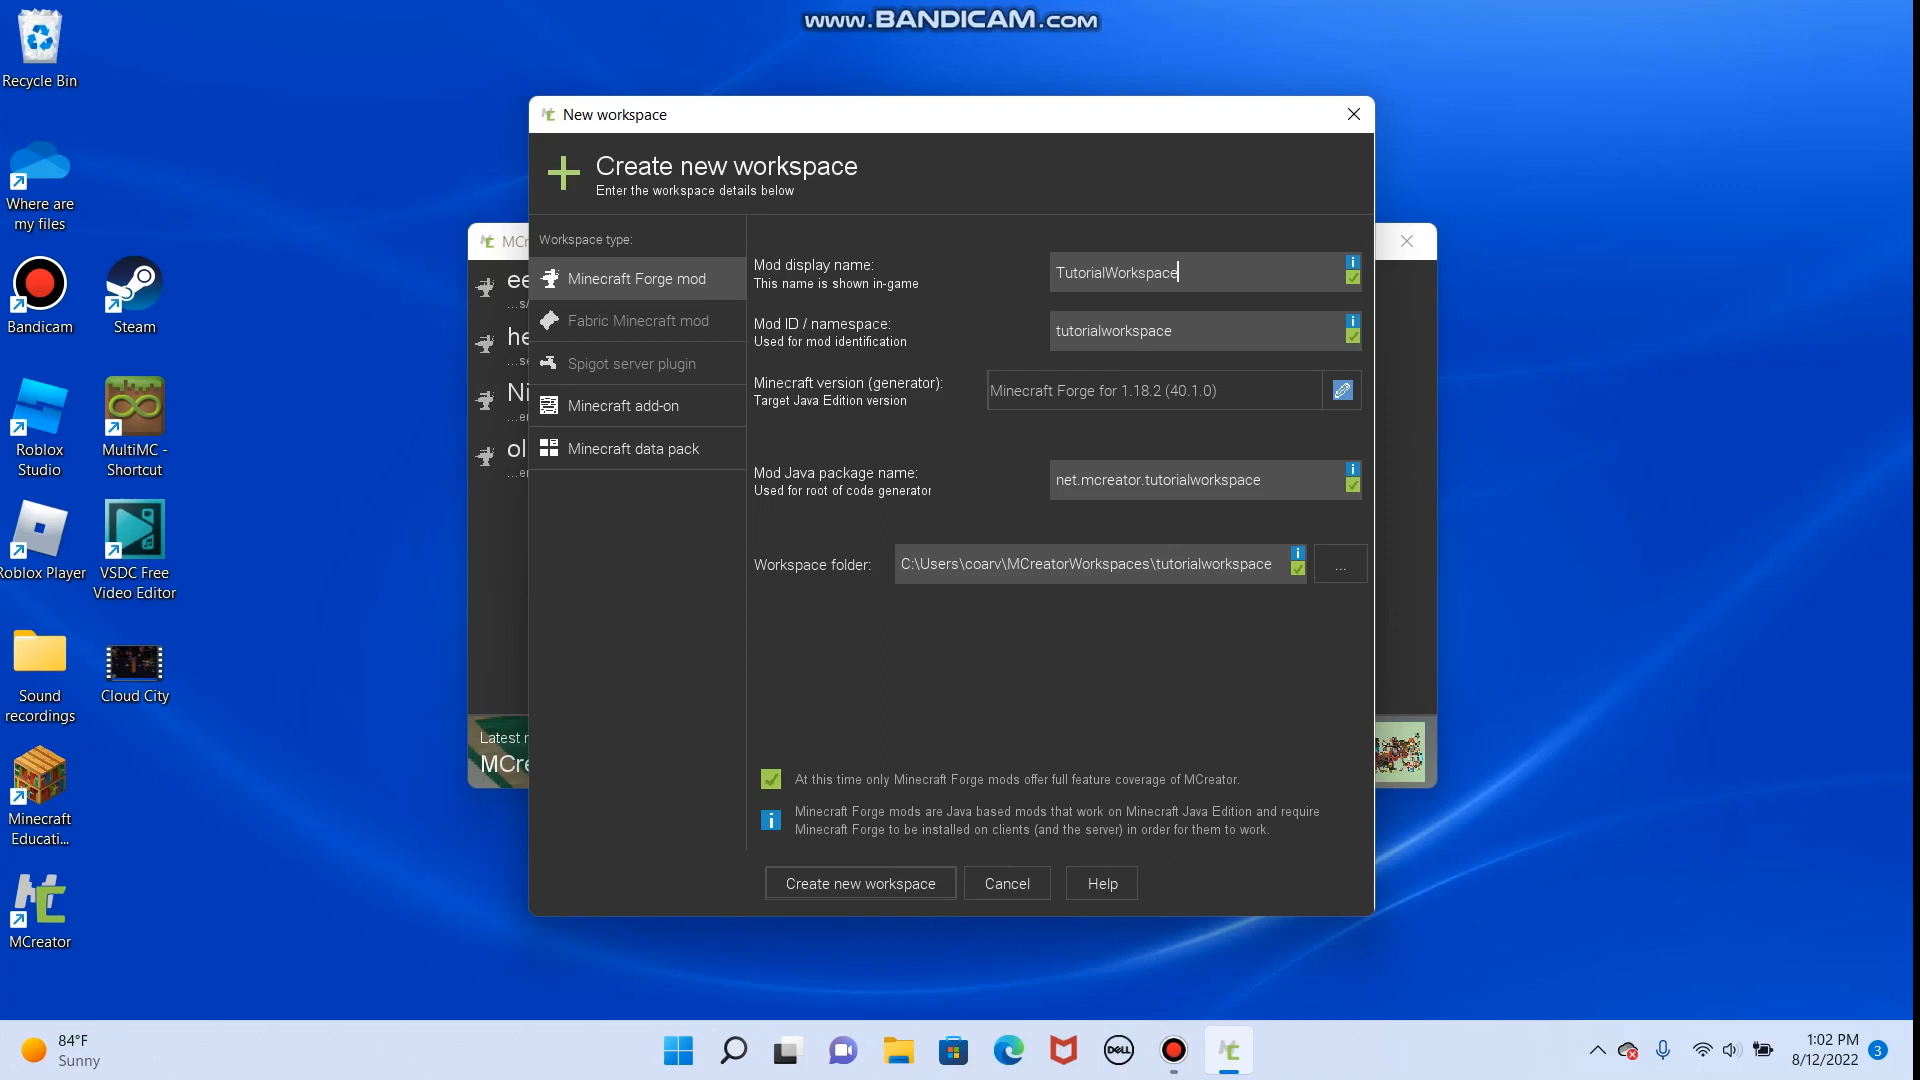 www.BANDICAM.com
Recycle Bin
Where are
my files
Bandicam
Steam
Roblox
Studio
MultiMC -
Shortcut
Roblox Player
VSDC Free
Video Editor
Sound
recordings
Cloud City
Minecraft
Educati...
MCreator
New workspace
Create new workspace
Enter the workspace details below
Workspace type:
Minecraft Forge mod
Fabric Minecraft mod
Spigot server plugin
Minecraft add-on
Minecraft data pack
Mod display name:
This name is shown in-game
TutorialWorkspace
Mod ID / namespace:
Used for mod identification
tutorialworkspace
Minecraft version (generator):
Target Java Edition version
Minecraft Forge for 1.18.2 (40.1.0)
Mod Java package name:
Used for root of code generator
net.mcreator.tutorialworkspace
Workspace folder:
C:\Users\coarv\MCreatorWorkspaces\tutorialworkspace
...
At this time only Minecraft Forge mods offer full feature coverage of MCreator.
Minecraft Forge mods are Java based mods that work on Minecraft Java Edition and require
Minecraft Forge to be installed on clients (and the server) in order for them to work.
Create new workspace
Cancel
Help
Latest
84°F
Sunny
DELL
1:02 PM
8/12/2022
3